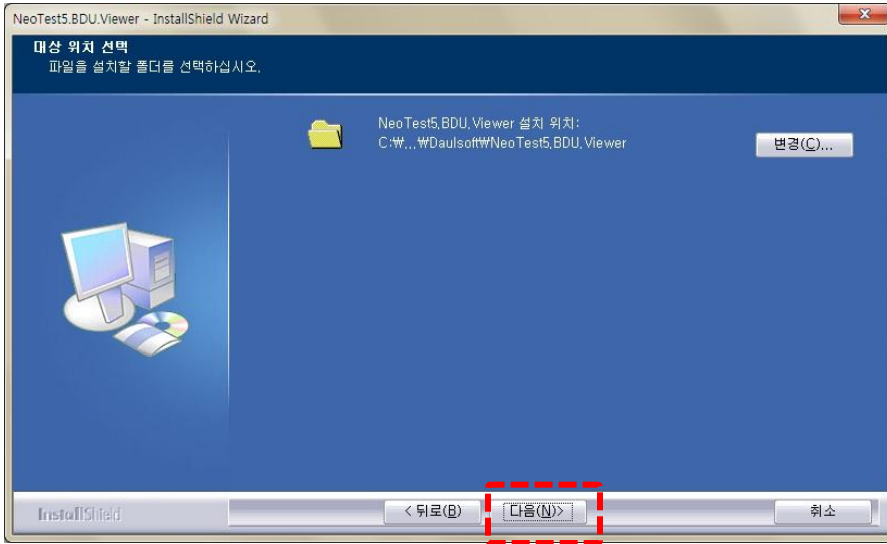 NeoTest5.BDU.Viewer - InstallShield Wizard
대상 위치 선택
파일을 설치할 폴더를 선택하십시오.
NeoTest5.BDU.Viewer 설치 위치:
C:₩...₩Daulsoft₩NeoTest5.BDU.Viewer
변경(C)...
InstallShield
< 뒤로(B)
다음(N)>
취소